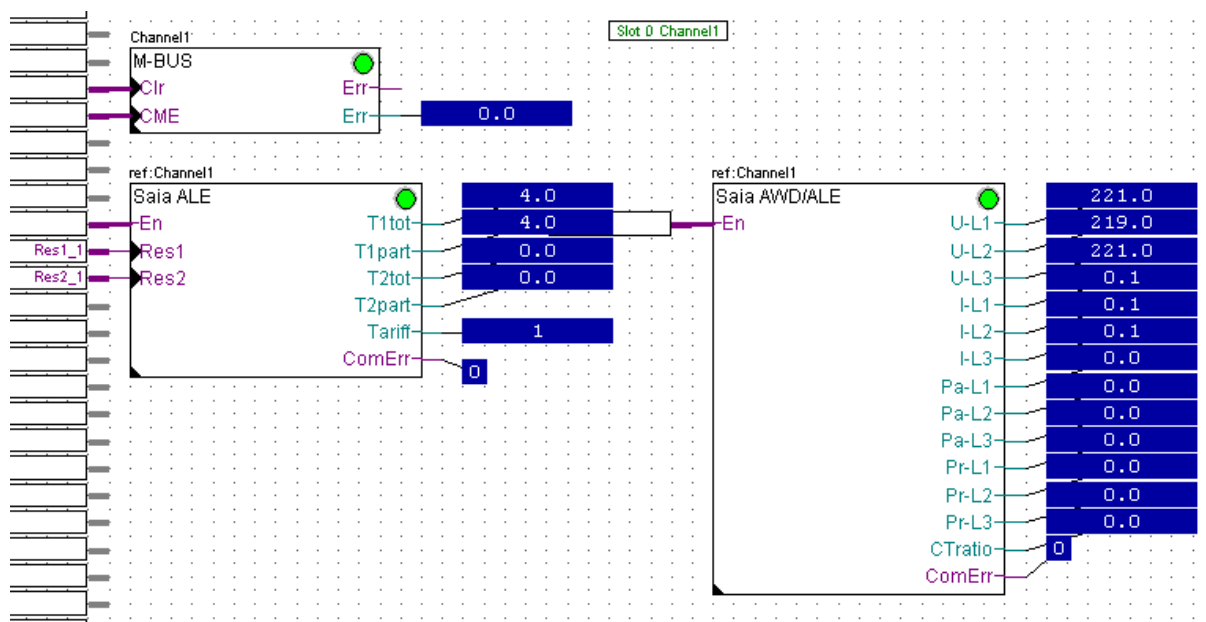 Slot 0 Channel1
Channel1
M-BUS
Clr Err
CME Err 0.0
ref:Channel1
Saia ALE
En T1tot 4.0
Res1_1 Res1 T1part 4.0
Res2_1 Res2 T2tot 0.0
T2part 0.0
Tariff 1
ComErr 0
ref:Channel1
Saia AWD/ALE
En U-L1 221.0
U-L2 219.0
U-L3 221.0
I-L1 0.1
I-L2 0.1
I-L3 0.1
Pa-L1 0.0
Pa-L2 0.0
Pa-L3 0.0
Pr-L1 0.0
Pr-L2 0.0
Pr-L3 0.0
CTratio 0.0
ComErr 0